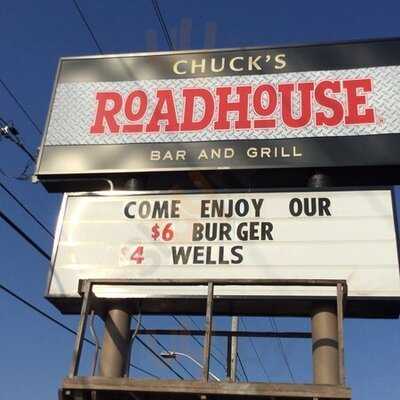 CHUCK'S
ROADHOUSE
BAR AND GRILL
COME ENJOY OUR
$6 BURGER
$4 WELLS